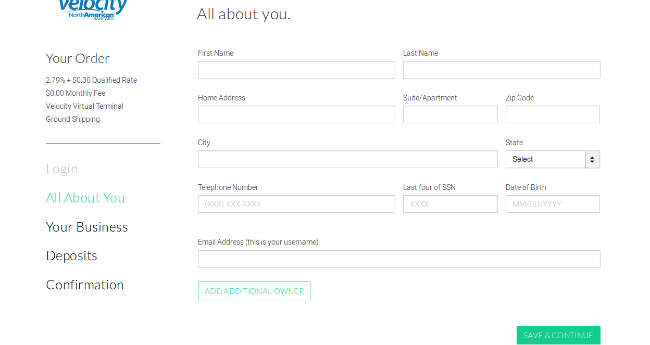 velocity
NorthAmerican
BANCARD
All about you.
Your Order
2.79% + $0.30 Qualified Rate
$0.00 Monthly Fee
Velocity Virtual Terminal
Ground Shipping
Login
All About You
Your Business
Deposits
Confirmation
First Name
Last Name
Home Address
Suite/Apartment
Zip Code
City
State
Select
Telephone Number
Last four of SSN
Date of Birth
(XXX) XXX-XXXX
XXXX
MM/DD/YYYY
Email Address (this is your username)
ADD ADDITIONAL OWNER
SAVE & CONTINUE